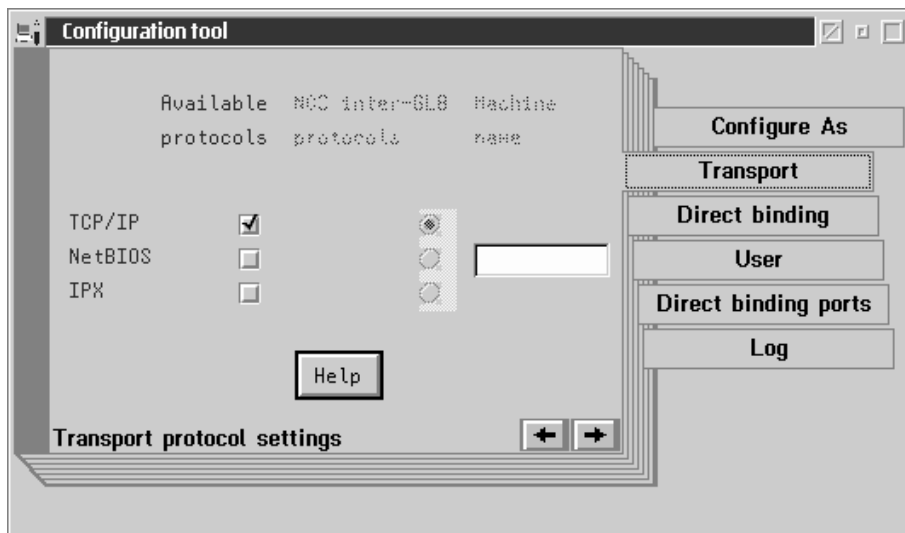 Configuration tool
Available NCC inter-GLB Machine
protocols protocols name
TCP/IP
NetBIOS
IPX
Help
Transport protocol settings
Configure As
Transport
Direct binding
User
Direct binding ports
Log